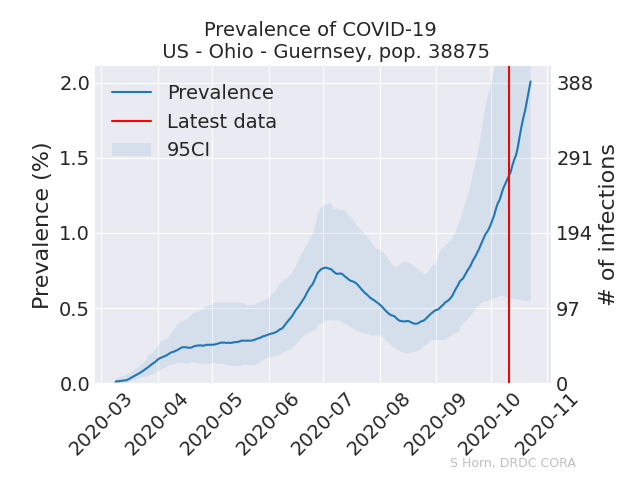 Prevalence of COVID-19
US - Ohio - Guernsey, pop. 38875
Prevalence
Latest data
95CI
Prevalence (%)
2.0
1.5
1.0
0.5
0.0
388
291
194
97
0
# of infections
2020-03
2020-04
2020-05
2020-06
2020-07
2020-08
2020-09
2020-10
2020-11
S Horn, DRDC CORA